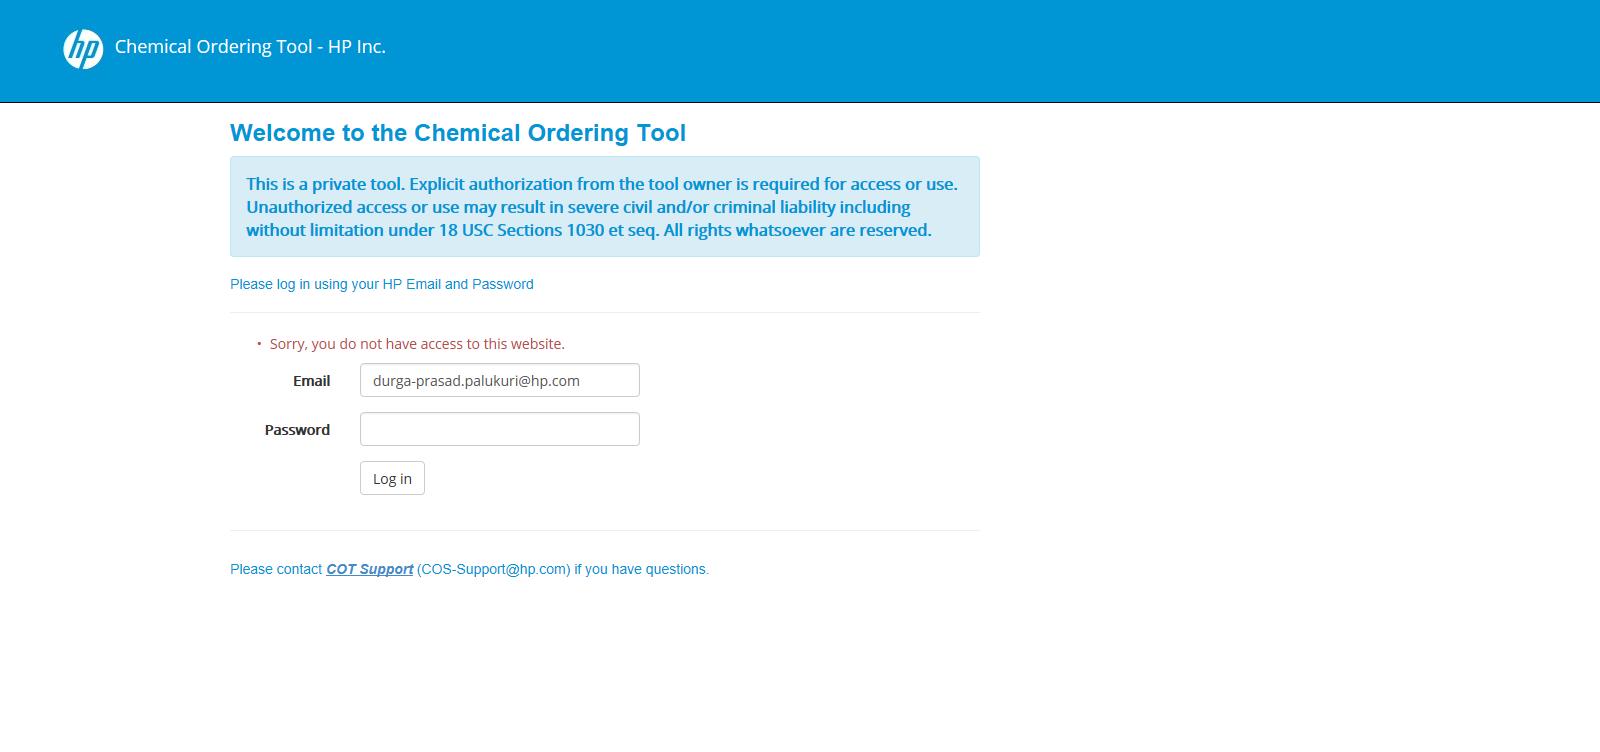 hp Chemical Ordering Tool - HP Inc.
Welcome to the Chemical Ordering Tool
This is a private tool. Explicit authorization from the tool owner is required for access or use.
Unauthorized access or use may result in severe civil and/or criminal liability including
without limitation under 18 USC Sections 1030 et seq. All rights whatsoever are reserved.
Please log in using your HP Email and Password
• Sorry, you do not have access to this website.
Email durga-prasad.palukuri@hp.com
Password
Log in
Please contact COT Support (COS-Support@hp.com) if you have questions.